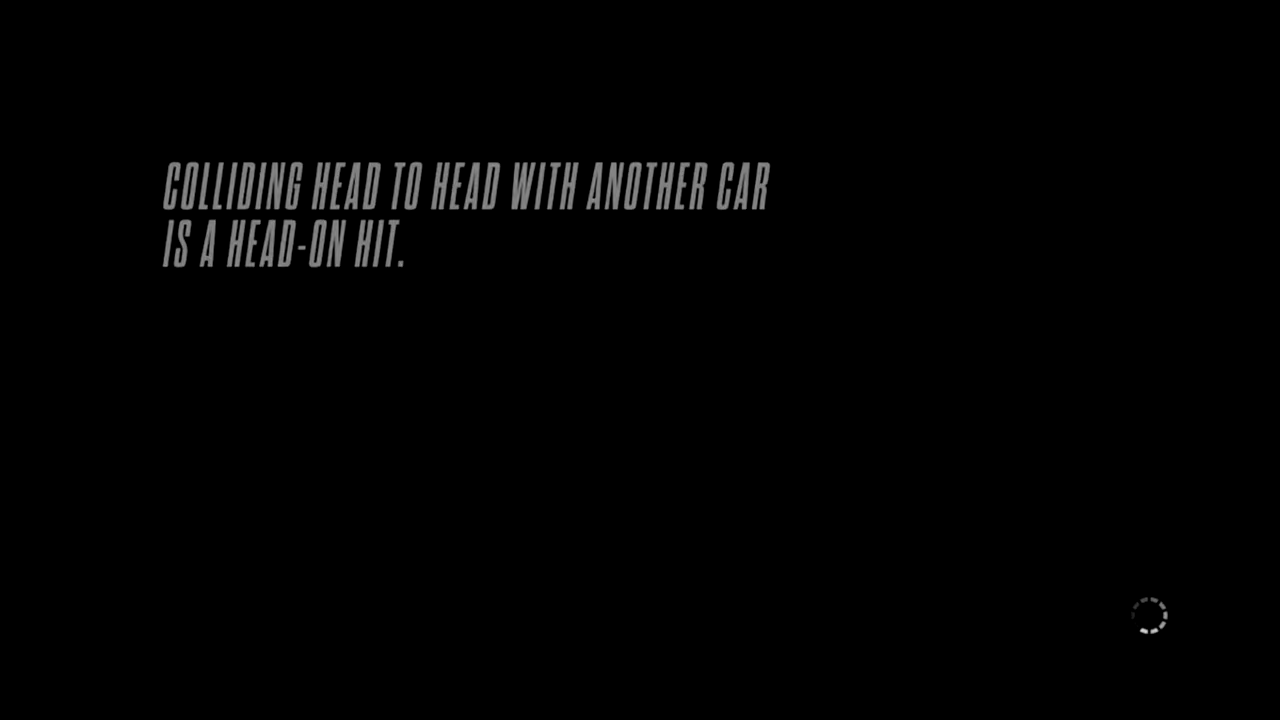 COLLIDING HEAD TO HEAD WITH ANOTHER CAR
IS A HEAD-ON HIT.